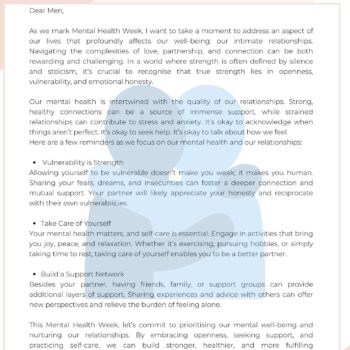 Dear Men,
As we mark Mental Health Week, I want to take a moment to address an aspect
of our lives that profoundly affects our well-being: our intimate relationships.
Navigating the complexities of love, partnership, and connection can be both
rewarding and challenging. In a world where strength is often defined by silence
and stoicism, it's crucial to recognise that true strength lies in openness,
vulnerability, and emotional honesty.
Our mental health is intertwined with the quality of our relationships. Strong,
healthy connections can be a source of immense support, while strained
relationships can contribute to stress and anxiety. It's okay to acknowledge when
things aren't perfect. It's okay to seek help. It's okay to talk about how we feel.
Here are a few reminders as we focus on our mental health and our relationships:
• Vulnerability is Strength
Allowing yourself to be vulnerable doesn't make you weak; it makes you human.
Sharing your fears, dreams, and insecurities can foster a deeper connection and
mutual support. Your partner will likely appreciate your honesty and reciprocate
with their own vulnerabilities.
• Take Care of Yourself
Your mental health matters, and self-care is essential. Engage in activities that bring
you joy, peace, and relaxation. Whether it's exercising, pursuing hobbies, or simply
taking time to rest, taking care of yourself enables you to be a better partner.
• Build a Support Network
Besides your partner, having friends, family, or support groups can provide
additional layers of support. Sharing experiences and advice with others can offer
new perspectives and relieve the burden of feeling alone.
This Mental Health Week, let's commit to prioritising our mental well-being and
nurturing our relationships. By embracing openness, seeking support, and
practicing self-care, we can build stronger, healthier, and more fulfilling